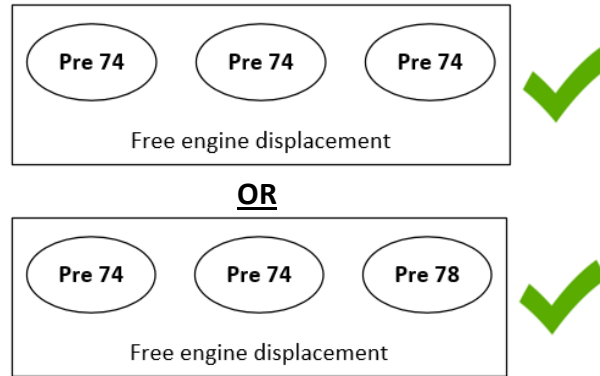 Pre 74 Pre 74 Pre 74
Free engine displacement
OR
Pre 74 Pre 74 Pre 78
Free engine displacement